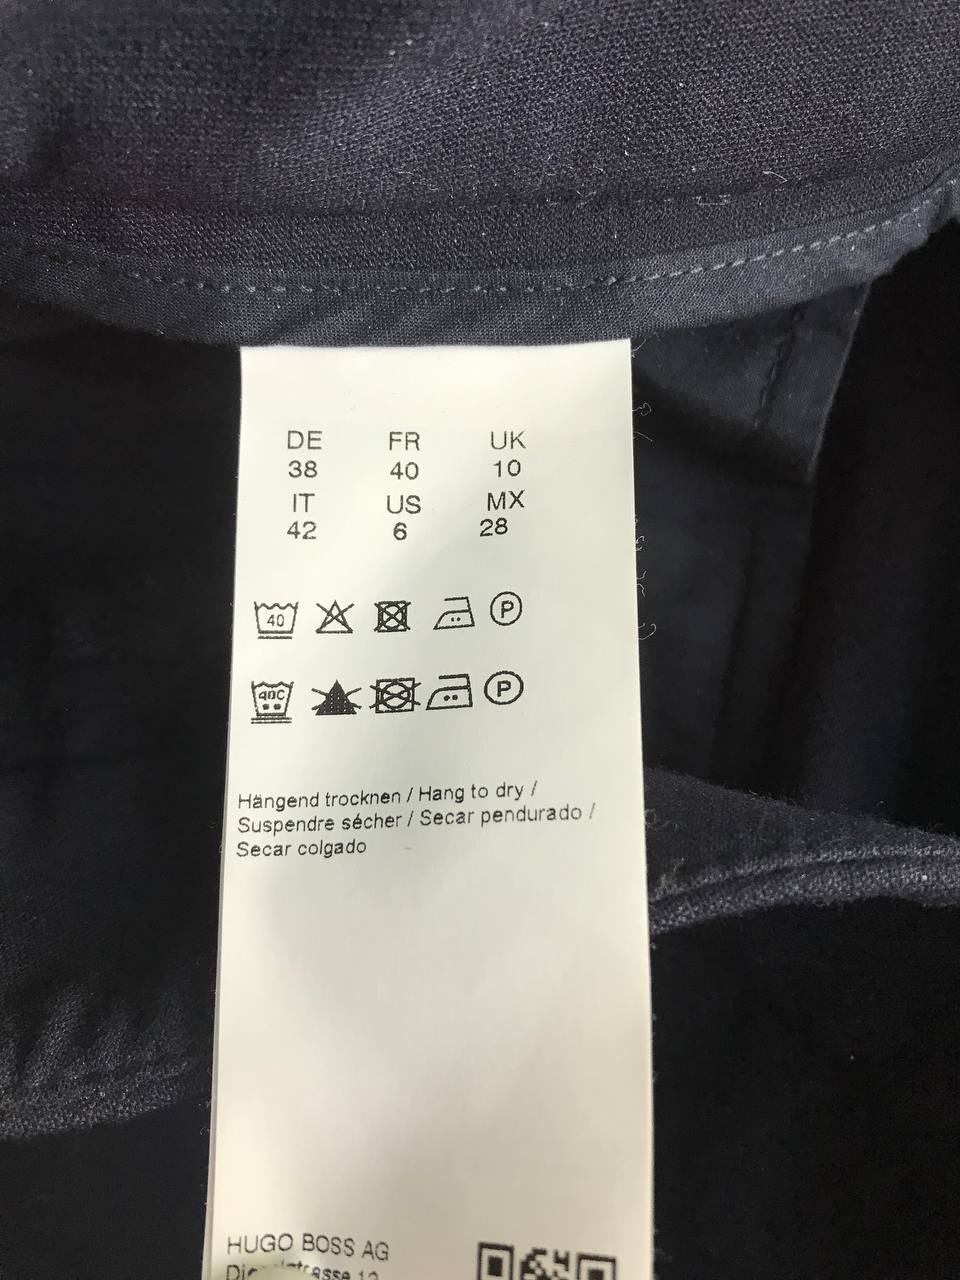 DE FR UK
38 40 10
IT US MX
42 6 28
40 P
40C P
Hängend trocknen / Hang to dry /
Suspendre sécher / Secar pendurado /
Secar colgado
HUGO BOSS AG
12